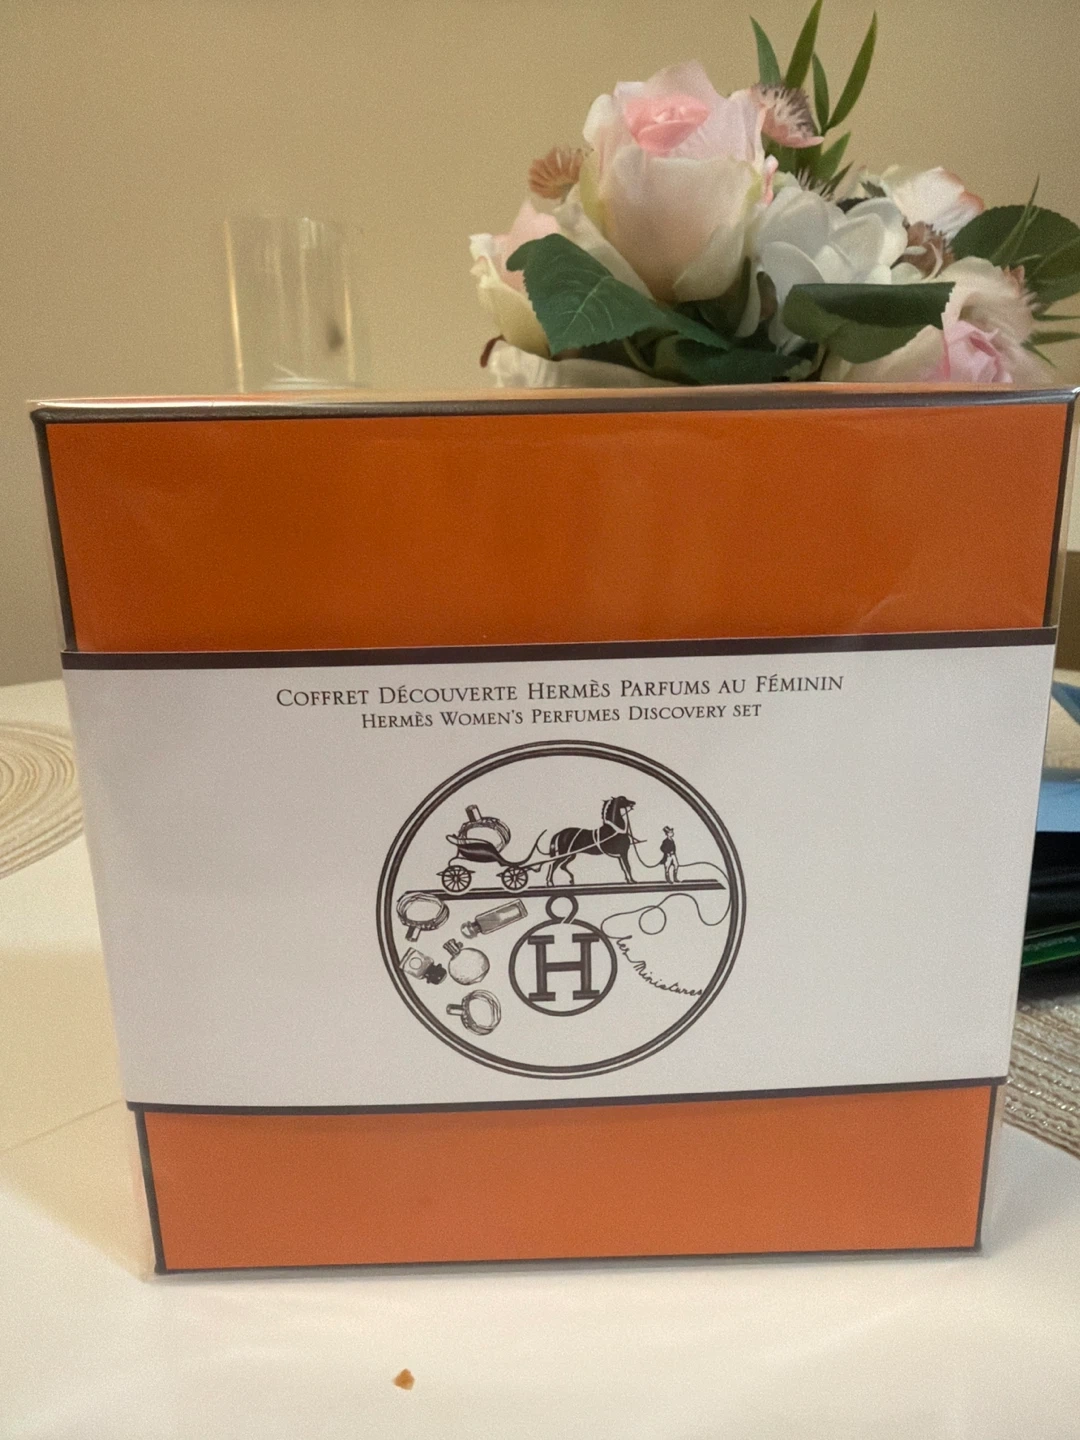 COFFRET DÉCOUVERTE HERMÈS PARFUMS AU FÉMININ
HERMÈS WOMEN'S PERFUMES DISCOVERY SET
H
les Miniatures